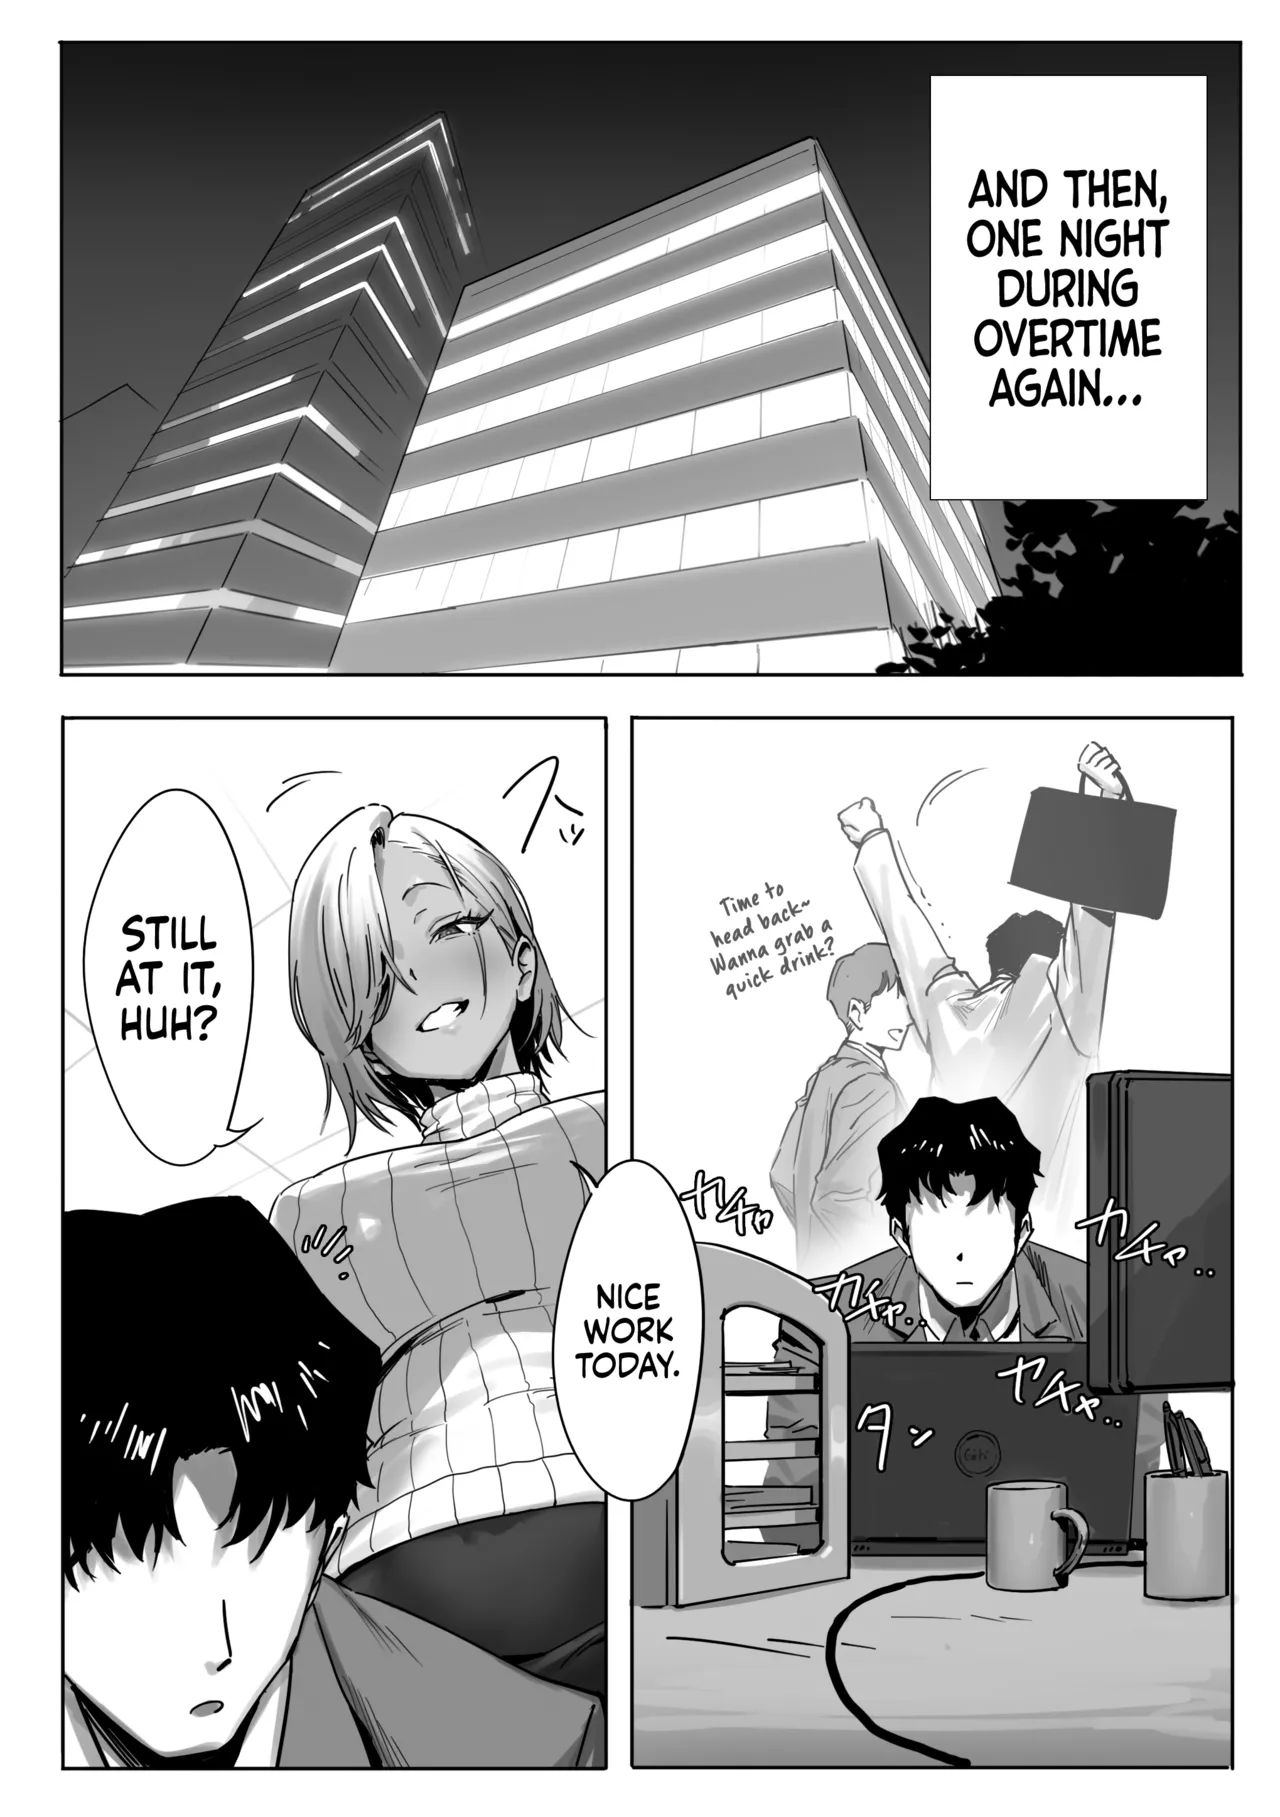 AND THEN,
ONE NIGHT
DURING
OVERTIME
AGAIN...
Time to
head back~
Wanna grab a
quick drink?
カチャ
カチャ..
カチャ..
カチャ..
タン
NICE
WORK
TODAY.
スッ
STILL
AT IT,
HUH?